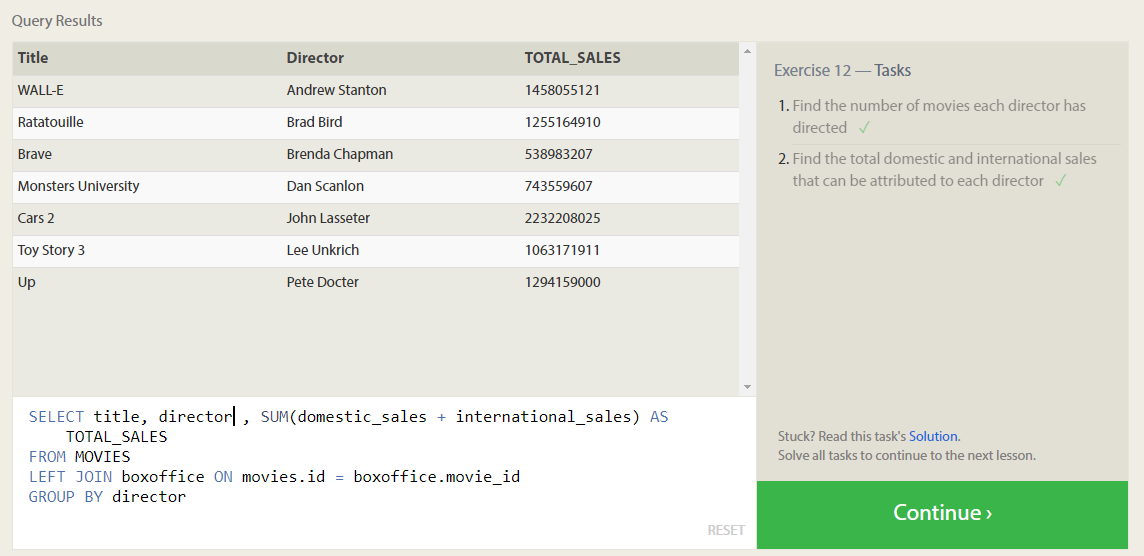 Query Results
Title Director TOTAL_SALES
WALL-E Andrew Stanton 1458055121
Ratatouille Brad Bird 1255164910
Brave Brenda Chapman 538983207
Monsters University Dan Scanlon 743559607
Cars 2 John Lasseter 2232208025
Toy Story 3 Lee Unkrich 1063171911
Up Pete Docter 1294159000
SELECT title, director , SUM(domestic_sales + international_sales) AS
TOTAL_SALES
FROM MOVIES
LEFT JOIN boxoffice ON movies.id = boxoffice.movie_id
GROUP BY director
RESET
Exercise 12 — Tasks
1. Find the number of movies each director has
directed ✓
2. Find the total domestic and international sales
that can be attributed to each director ✓
Stuck? Read this task's Solution.
Solve all tasks to continue to the next lesson.
Continue ›